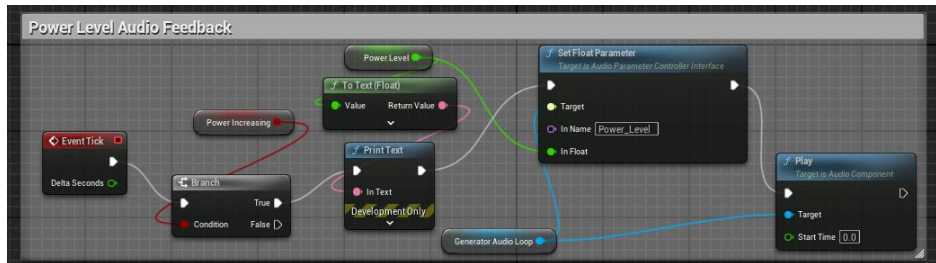 Power Level Audio Feedback
Power Level
To Text (Float)
Value
Return Value
Power Increasing
Event Tick
Delta Seconds
Branch
True
Condition
False
Print Text
In Text
Development Only
Set Float Parameter
Target is Audio Parameter Controller Interface
Target
In Name Power_Level
In Float
Generator Audio Loop
Play
Target is Audio Component
Target
Start Time 0.0